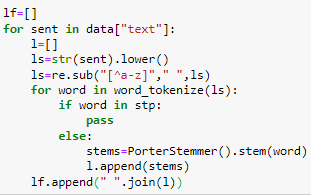 lf=[]
for sent in data["text"]:
    l=[]
    ls=str(sent).lower()
    ls=re.sub("[^a-z]"," ",ls)
    for word in word_tokenize(ls):
        if word in stp:
            pass
        else:
            stems=PorterStemmer().stem(word)
            l.append(stems)
    lf.append(" ".join(l))